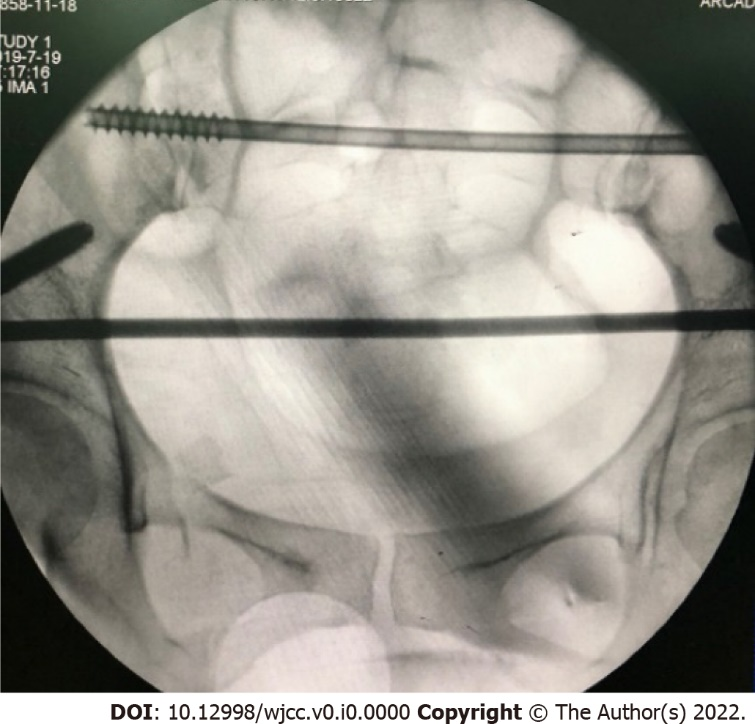 858-11-18
ARCAD
TUDY 1
019-7-19
:17:16
IMA 1
DOI: 10.12998/wjcc.v0.i0.0000 Copyright © The Author(s) 2022.